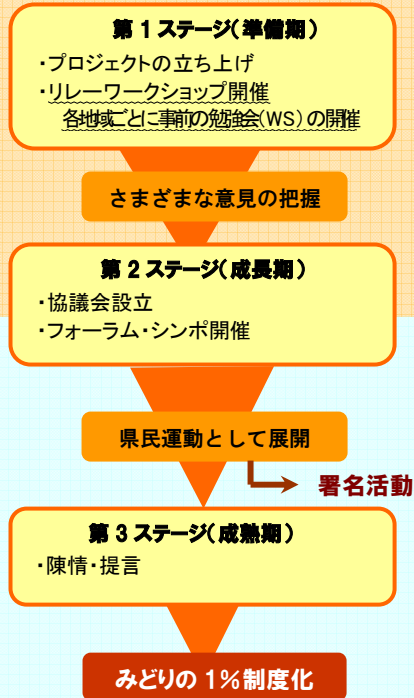 第1ステージ(準備期)
・プロジェクトの立ち上げ
・リレーワークショップ開催
各地域ごとに事前の勉強会(WS)の開催
さまざまな意見の把握
第2ステージ(成長期)
・協議会設立
・フォーラム・シンポ開催
県民運動として展開
署名活動
第3ステージ(成熟期)
・陳情・提言
みどりの1%制度化